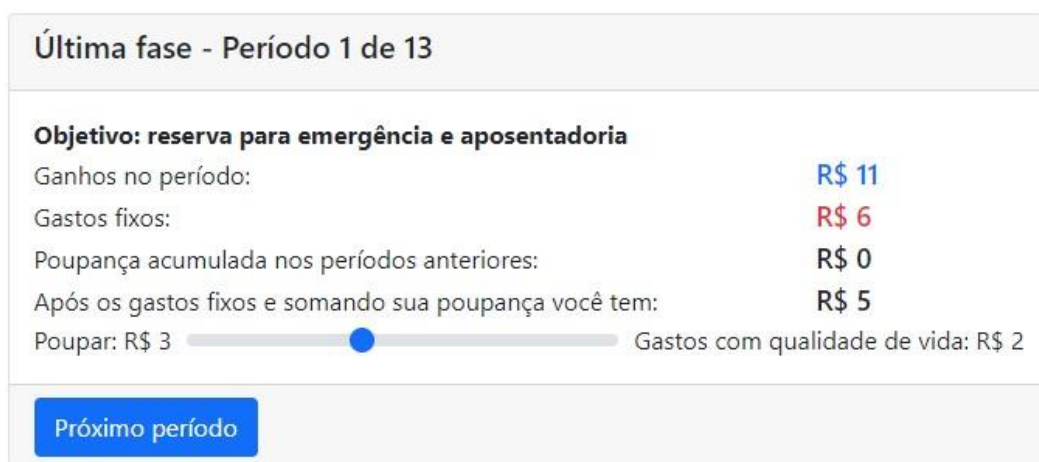 Última fase - Período 1 de 13
Objetivo: reserva para emergência e aposentadoria
Ganhos no período: R$ 11
Gastos fixos: R$ 6
Poupança acumulada nos períodos anteriores: R$ 0
Após os gastos fixos e somando sua poupança você tem: R$ 5
Poupar: R$ 3 Gastos com qualidade de vida: R$ 2
Próximo período